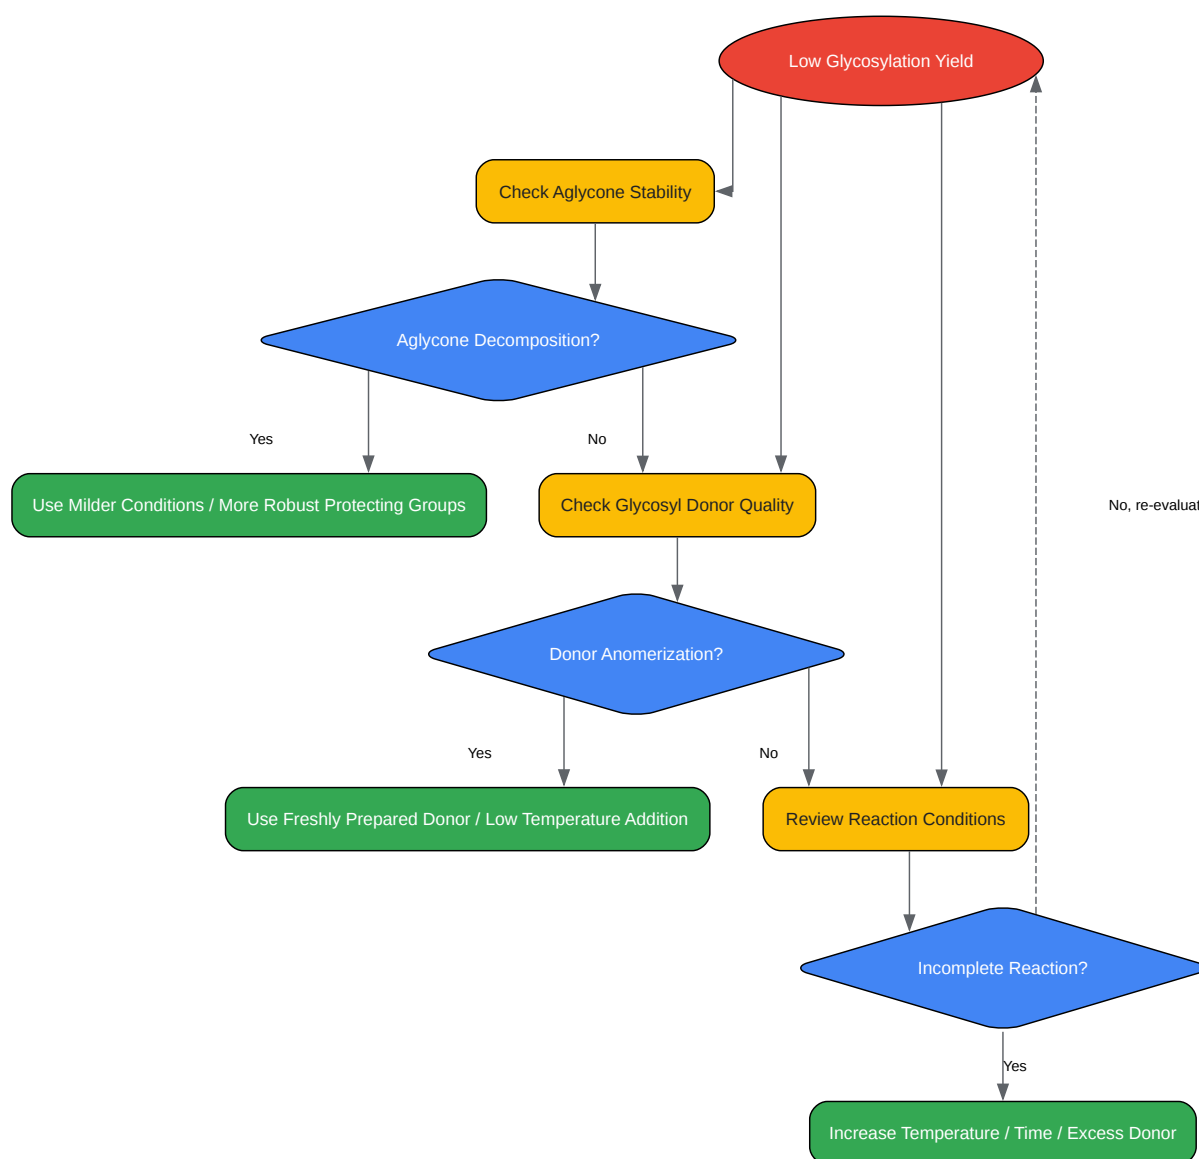 Low Glycosylation Yield
Check Aglycone Stability
Aglycone Decomposition?
Yes
No
Use Milder Conditions / More Robust Protecting Groups
Check Glycosyl Donor Quality
No, re-evaluat
Donor Anomerization?
Yes
No
Use Freshly Prepared Donor / Low Temperature Addition
Review Reaction Conditions
Incomplete Reaction?
Yes
Increase Temperature / Time / Excess Donor